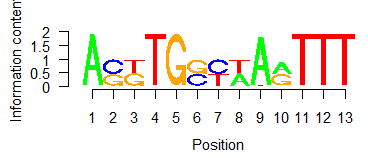 Information content
2
1.5
1
0.5
0
A C T T G G C T A A T T T
G G C T A G
1 2 3 4 5 6 7 8 9 10 11 12 13
Position